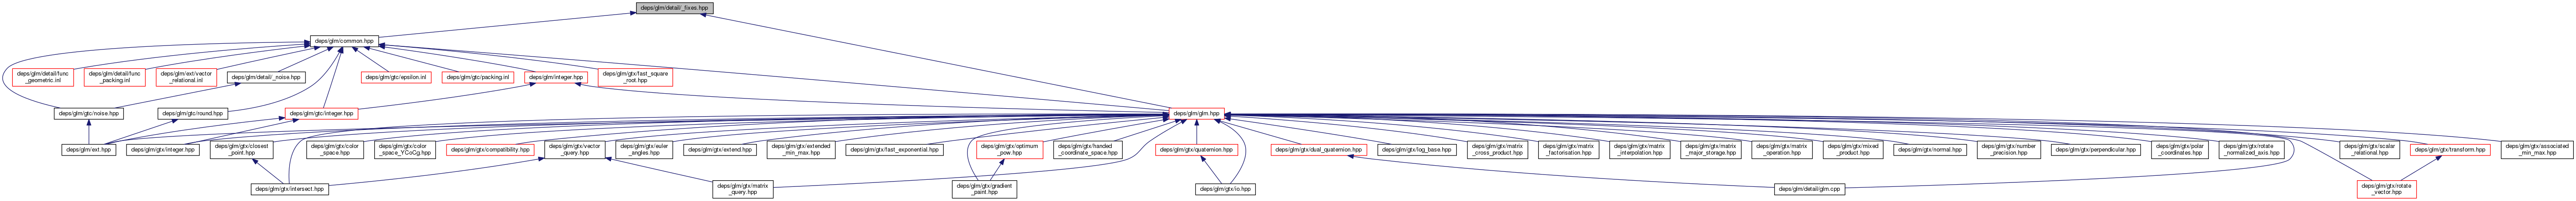 deps/glm/detail/_fixes.hpp
deps/glm/common.hpp
deps/glm/detail/func
_geometric.inl
deps/glm/detail/func
_packing.inl
deps/glm/ext/vector
_relational.inl
deps/glm/detail/_noise.hpp
deps/glm/gtc/epsilon.inl
deps/glm/gtc/packing.inl
deps/glm/integer.hpp
deps/glm/gtx/fast_square
_root.hpp
deps/glm/gtc/noise.hpp
deps/glm/gtc/round.hpp
deps/glm/gtc/integer.hpp
deps/glm/glm.hpp
deps/glm/ext.hpp
deps/glm/gtx/integer.hpp
deps/glm/gtx/closest
_point.hpp
deps/glm/gtx/color
_space.hpp
deps/glm/gtx/color
_space_YCoCg.hpp
deps/glm/gtx/compatibility.hpp
deps/glm/gtx/vector
_query.hpp
deps/glm/gtx/euler
_angles.hpp
deps/glm/gtx/extend.hpp
deps/glm/gtx/extended
_min_max.hpp
deps/glm/gtx/fast_exponential.hpp
deps/glm/gtx/optimum
_pow.hpp
deps/glm/gtx/handed
_coordinate_space.hpp
deps/glm/gtx/quaternion.hpp
deps/glm/gtx/dual_quaternion.hpp
deps/glm/gtx/log_base.hpp
deps/glm/gtx/matrix
_cross_product.hpp
deps/glm/gtx/matrix
_factorisation.hpp
deps/glm/gtx/matrix
_interpolation.hpp
deps/glm/gtx/matrix
_major_storage.hpp
deps/glm/gtx/matrix
_operation.hpp
deps/glm/gtx/mixed
_product.hpp
deps/glm/gtx/normal.hpp
deps/glm/gtx/number
_precision.hpp
deps/glm/gtx/perpendicular.hpp
deps/glm/gtx/polar
_coordinates.hpp
deps/glm/gtx/rotate
_normalized_axis.hpp
deps/glm/gtx/scalar
_relational.hpp
deps/glm/gtx/transform.hpp
deps/glm/gtx/associated
_min_max.hpp
deps/glm/gtx/intersect.hpp
deps/glm/gtx/matrix
_query.hpp
deps/glm/gtx/gradient
_paint.hpp
deps/glm/gtx/io.hpp
deps/glm/detail/glm.cpp
deps/glm/gtx/rotate
_vector.hpp